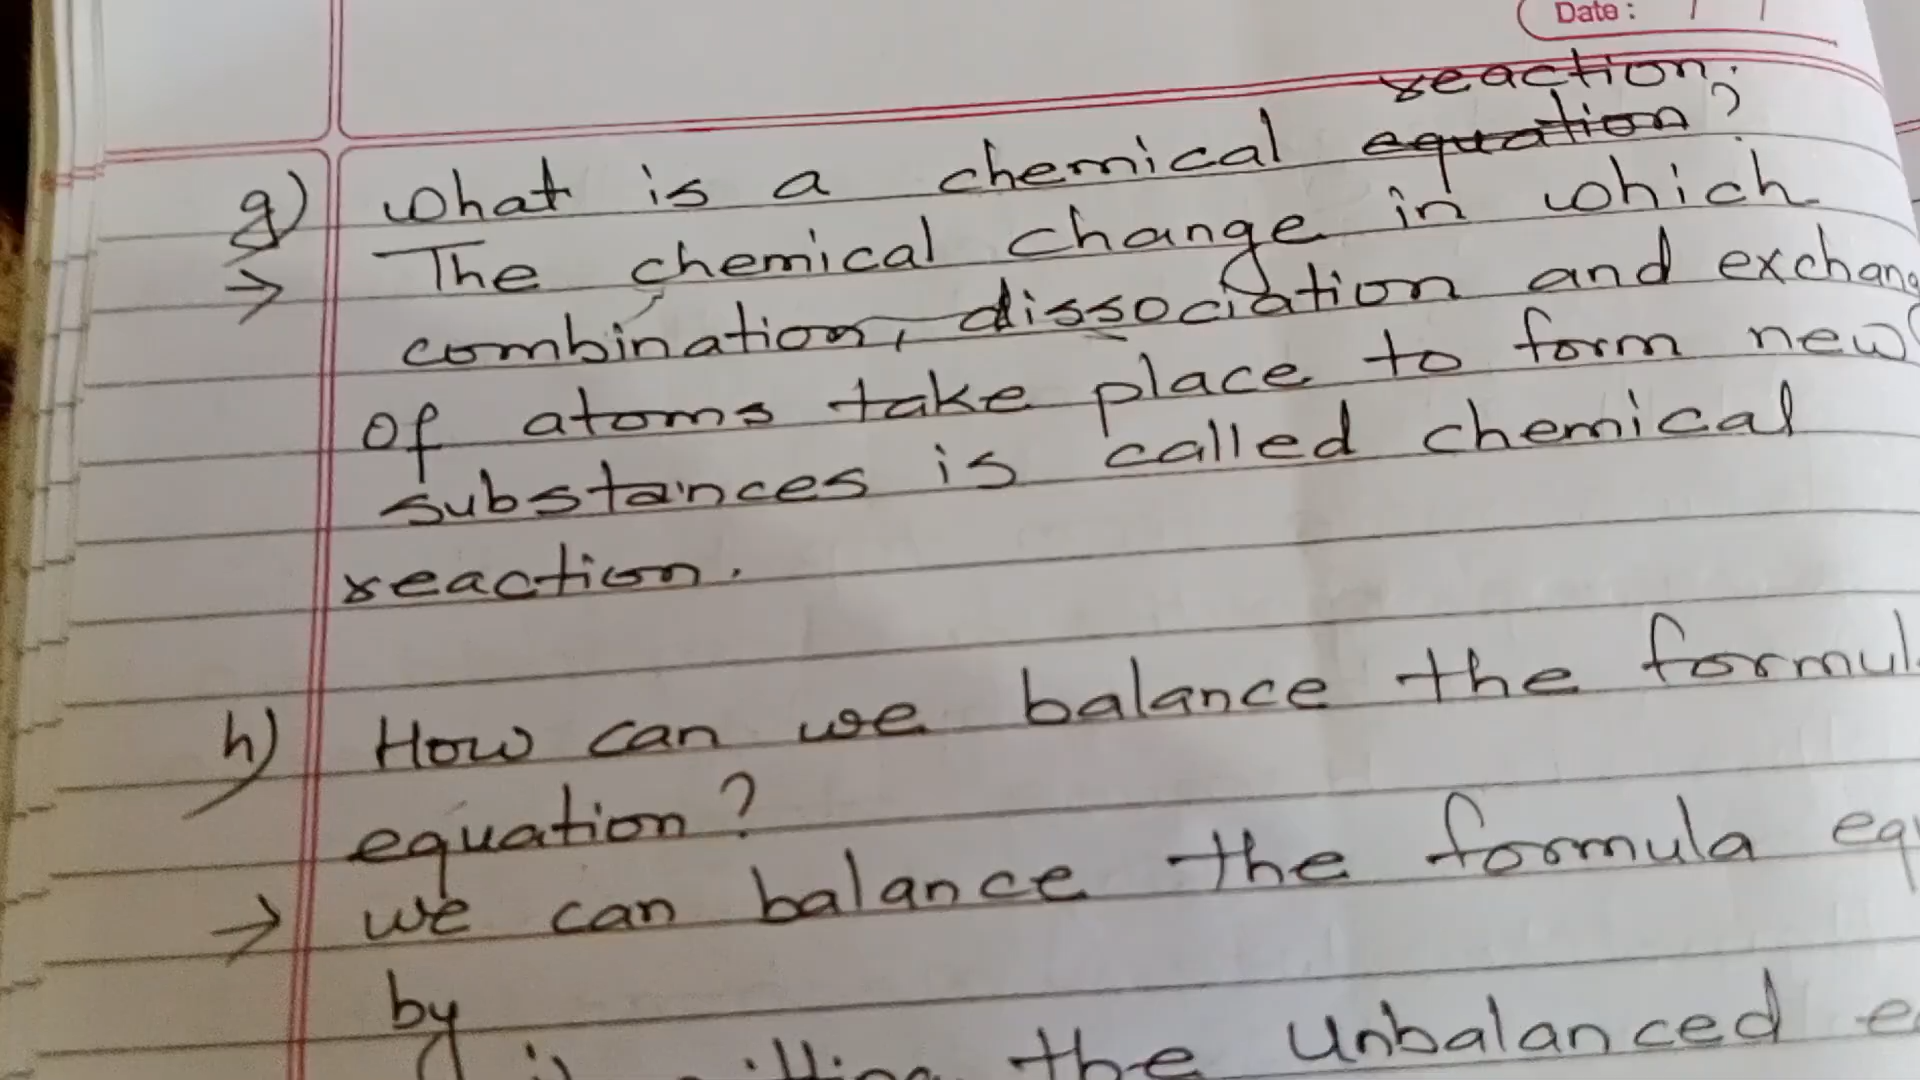 Date: / /
reaction.
g) What is a chemical equation?
→ The chemical change in which
combination, dissociation and exchang
of atoms take place to form new
substances is called chemical
reaction.
h) How can we balance the formul
equation?
→ we can balance the formula eq
by
the unbalanced e